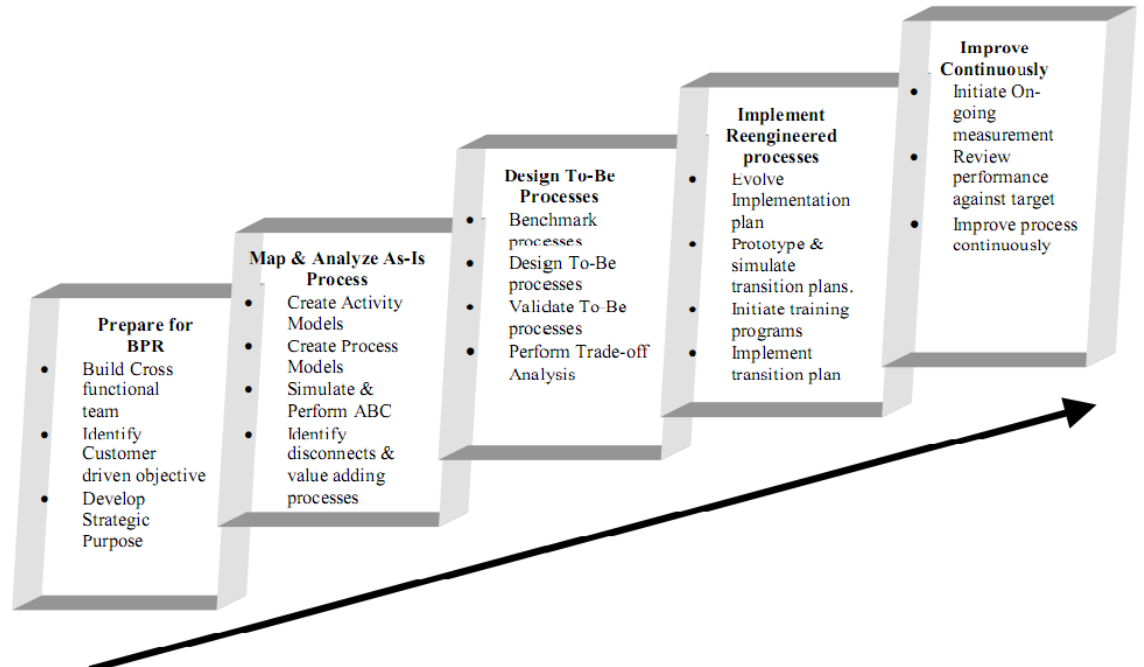 Prepare for
BPR
• Build Cross
functional
team
• Identify
Customer
driven objective
• Develop
Strategic
Purpose
Map & Analyze As-Is
Process
• Create Activity
Models
• Create Process
Models
• Simulate &
Perform ABC
• Identify
disconnects &
value adding
processes
Design To-Be
Processes
• Benchmark
processes
• Design To-Be
processes
• Validate To-Be
processes
• Perform Trade-off
Analysis
Implement
Reengineered
processes
• Evolve
Implementation
plan
• Prototype &
simulate
transition plans.
• Initiate training
programs
• Implement
transition plan
Improve
Continuously
• Initiate On-
going
measurement
• Review
performance
against target
• Improve process
continuously